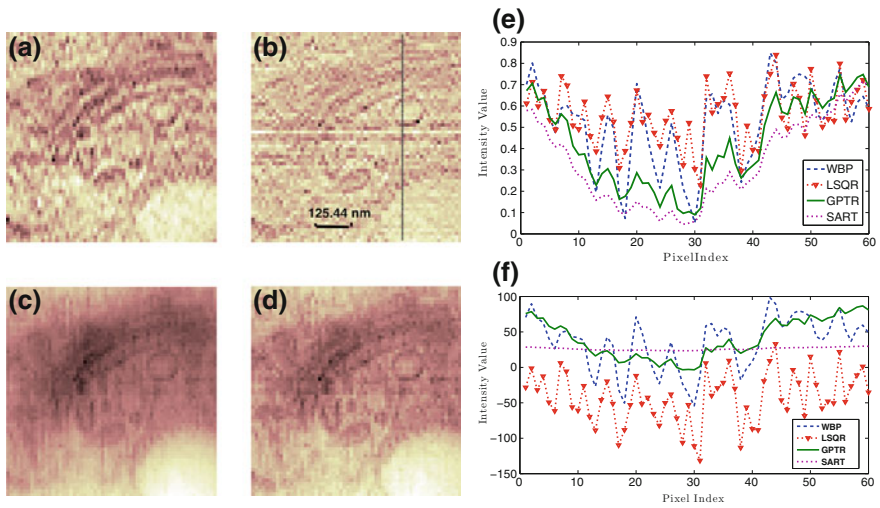 (a)
(b)
125.44 nm
(c)
(d)
(e)
0.9
0.8
0.7
0.6
0.5
0.4
0.3
0.2
0.1
0
Intensity Value
WBP
LSQR
GPTR
SART
0 10 20 30 40 50 60
PixelIndex
(f)
100
50
0
−50
−100
−150
Intensity Value
WBP
LSQR
GPTR
SART
0 10 20 30 40 50 60
Pixel Index